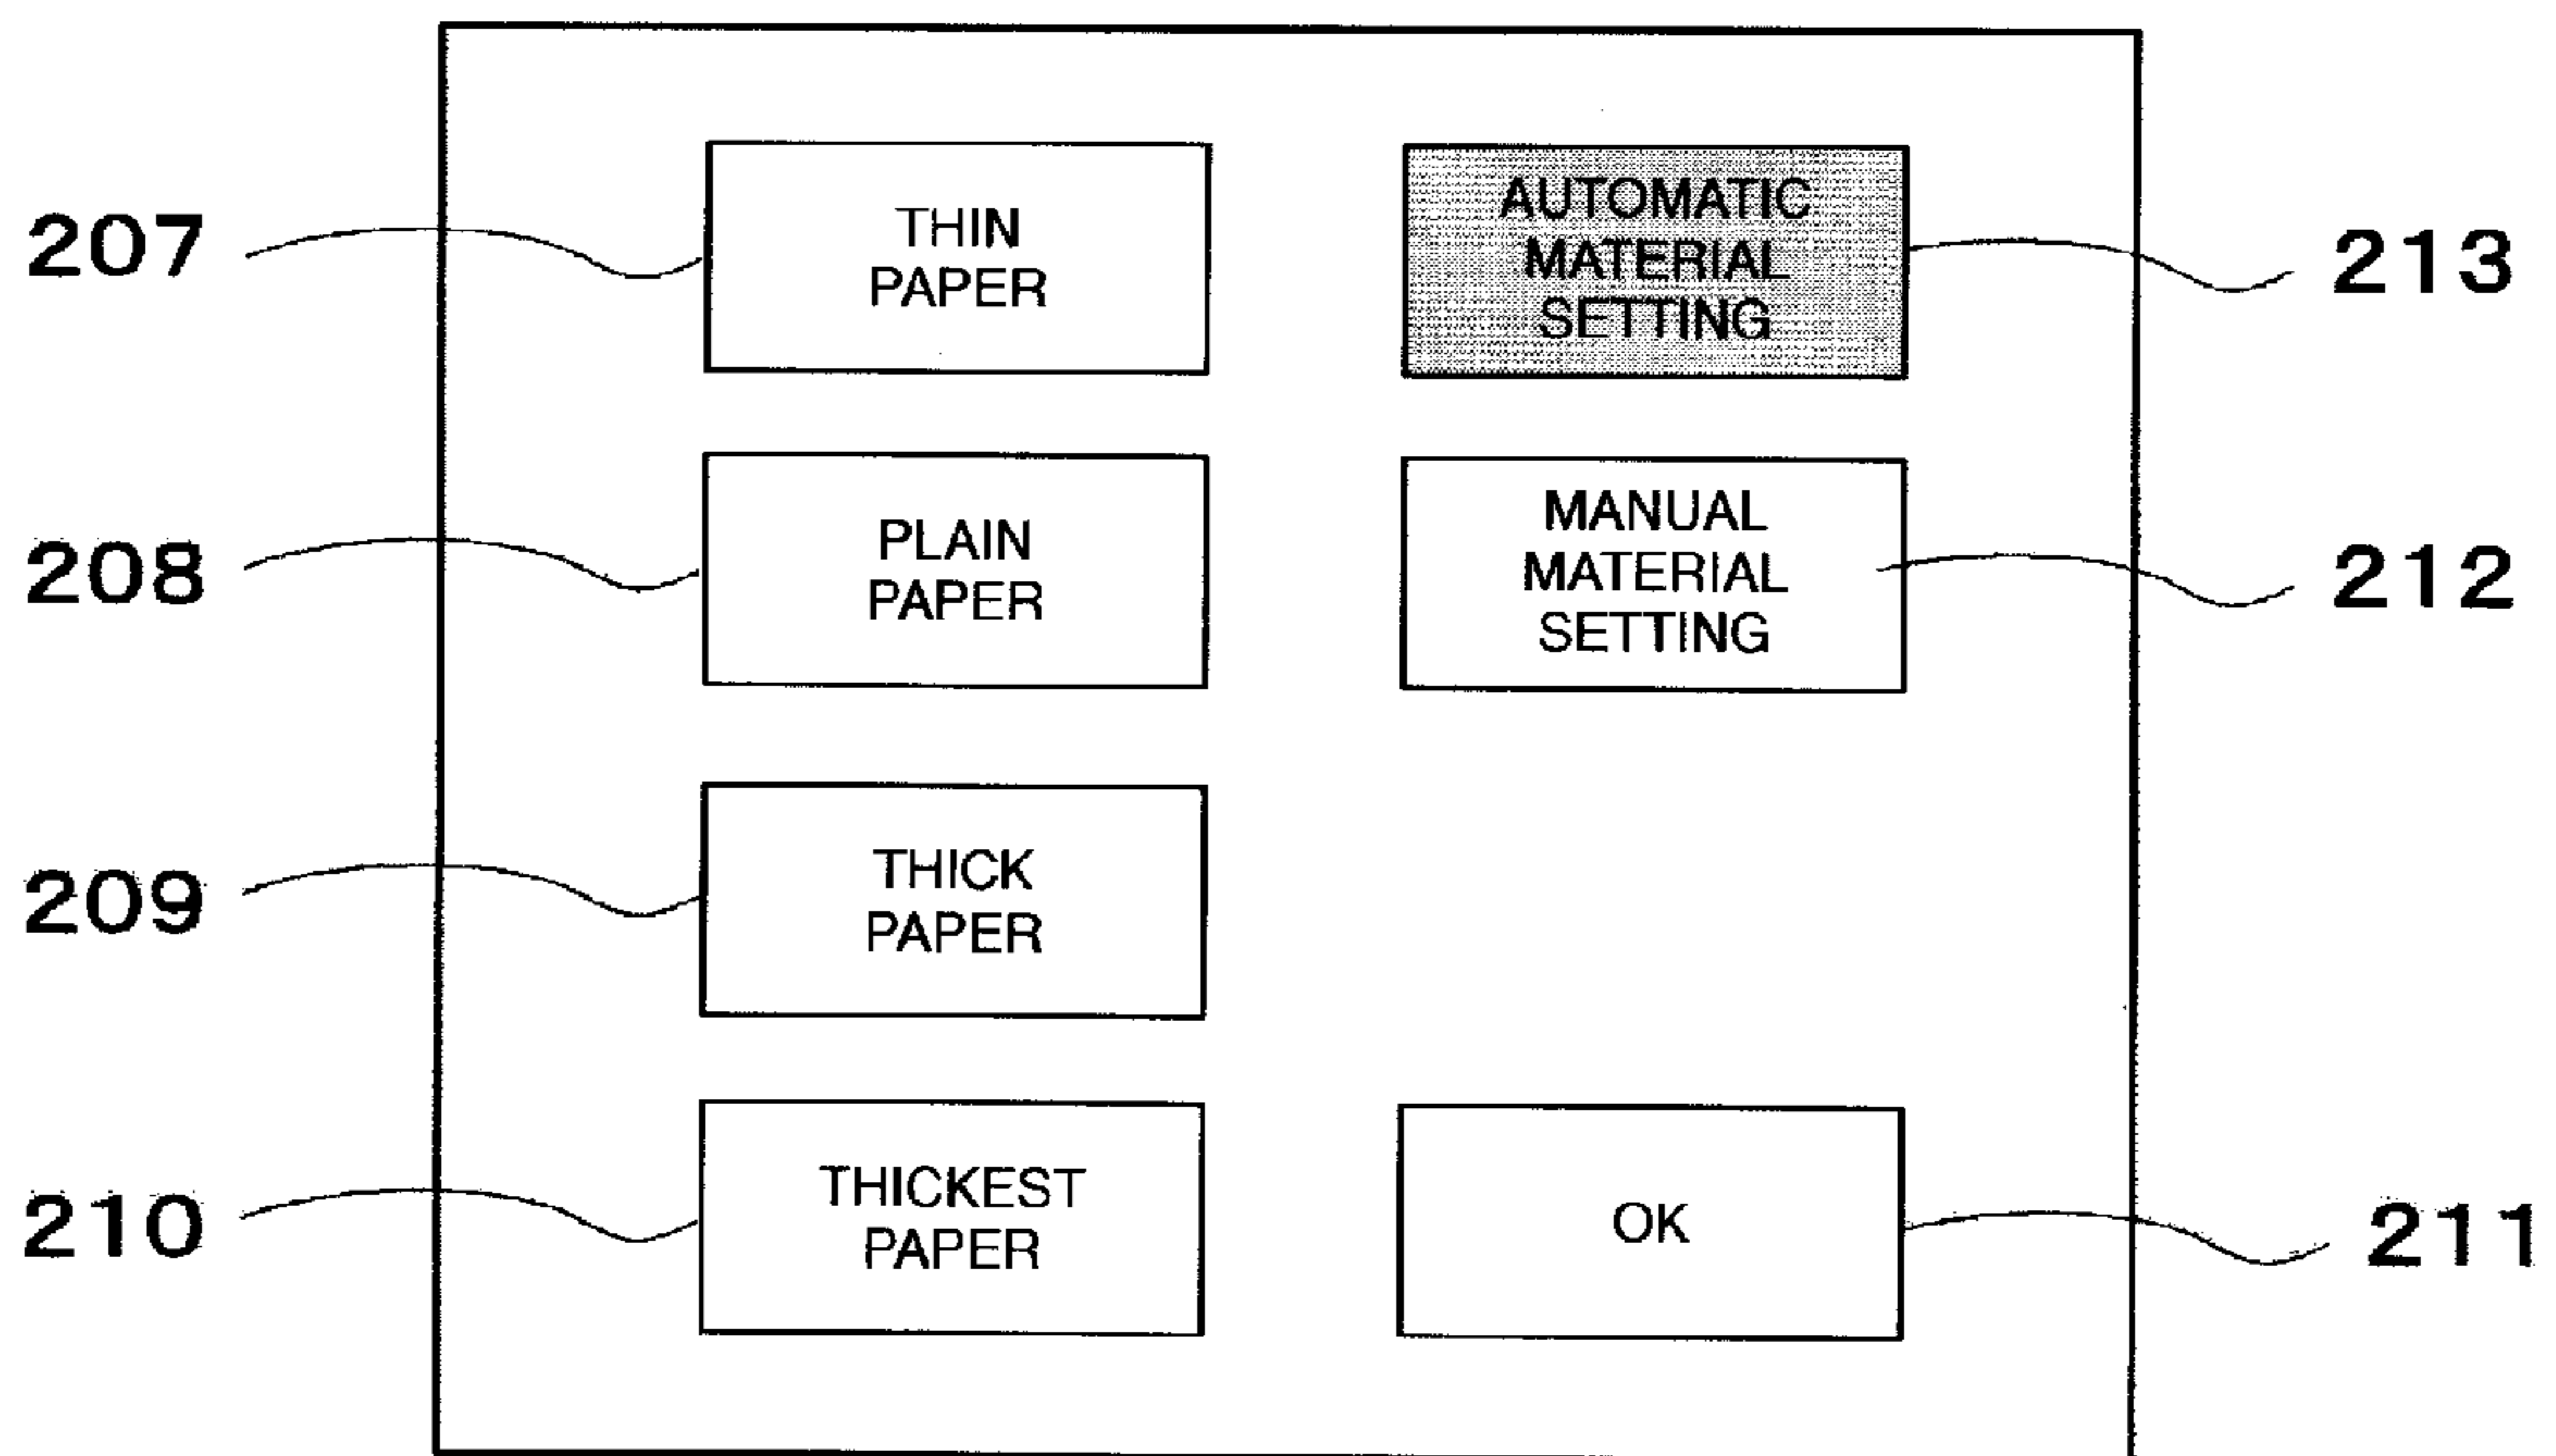 207
THIN
PAPER
AUTOMATIC
MATERIAL
SETTING
213
208
PLAIN
PAPER
MANUAL
MATERIAL
SETTING
212
209
THICK
PAPER
210
THICKEST
PAPER
OK
211